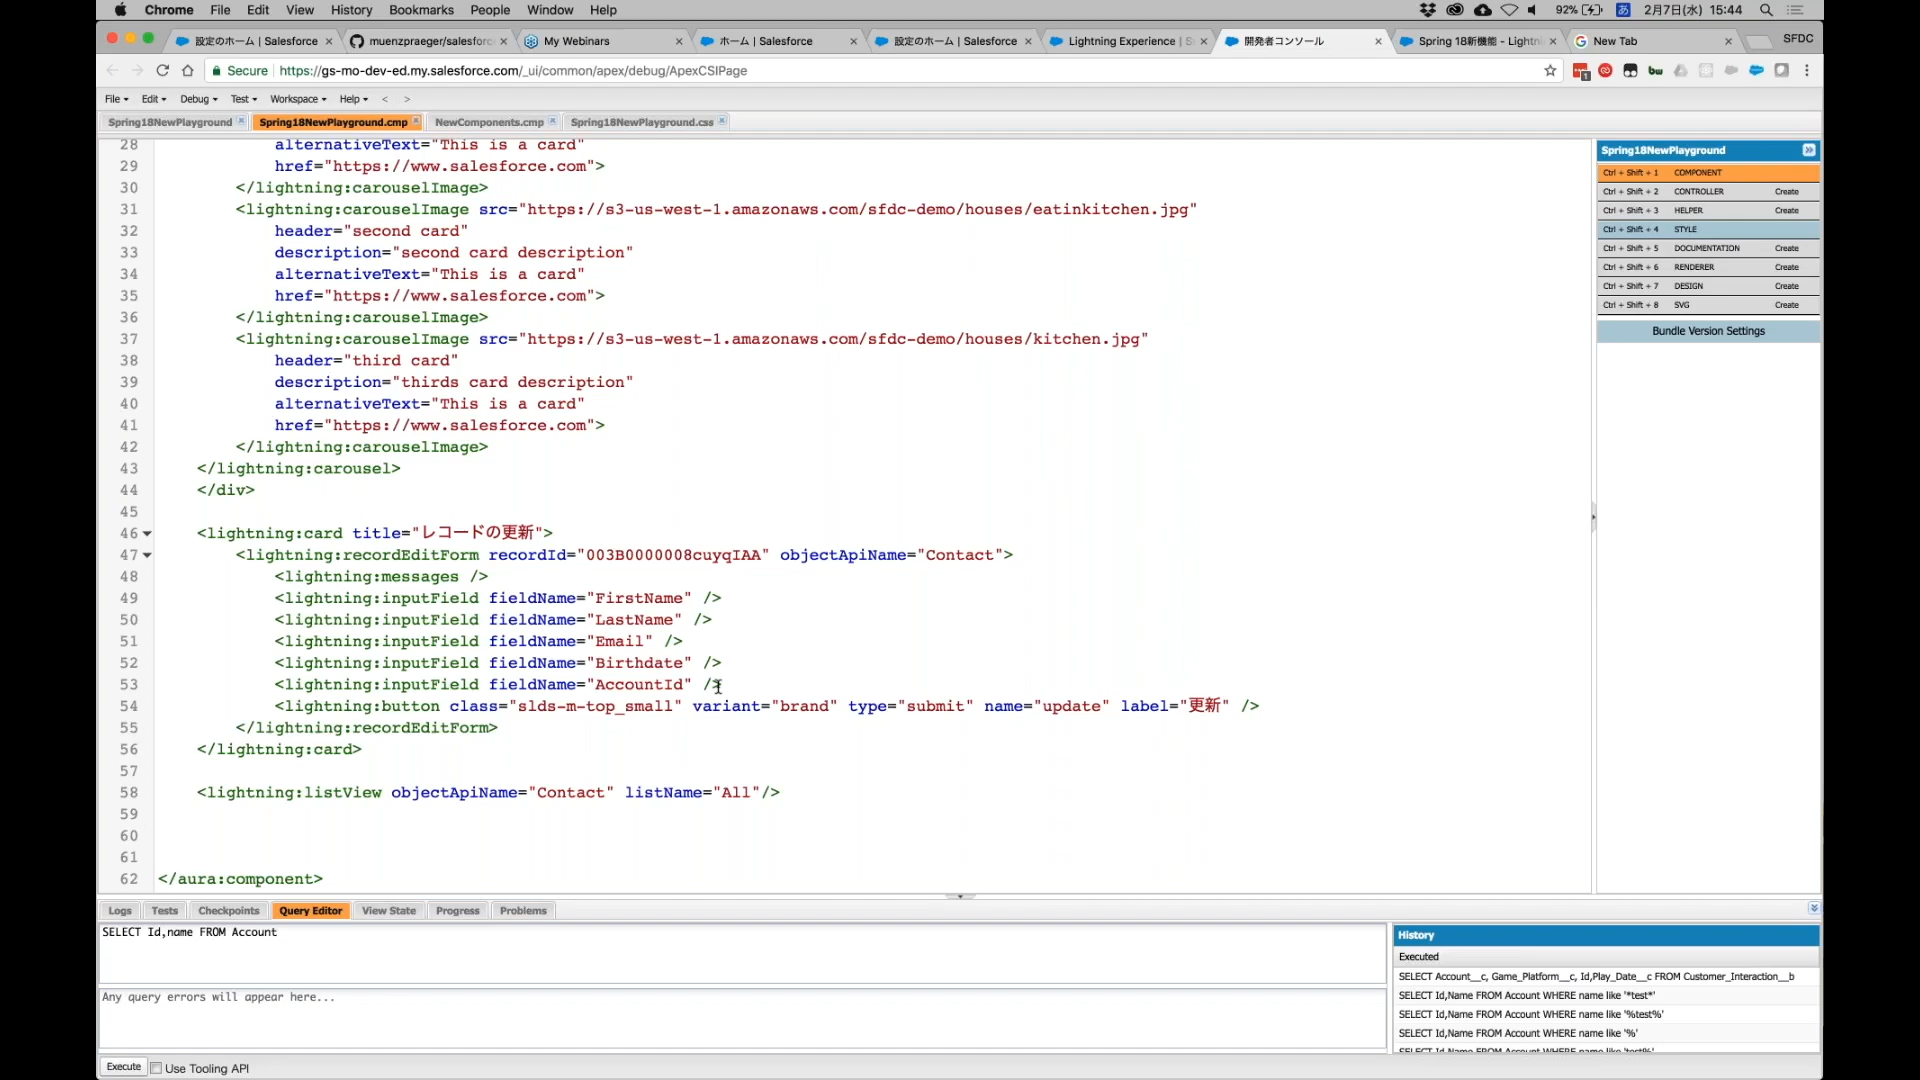 Chrome File Edit View History Bookmarks People Window Help 92% あ 2月7日(水) 15:44
設定のホーム | Salesforce muenzpraeger/salesforc My Webinars ホーム | Salesforce 設定のホーム | Salesforce Lightning Experience | S 開発者コンソール Spring 18新機能 - Lightni New Tab SFDC
Secure https://gs-mo-dev-ed.my.salesforce.com/_ui/common/apex/debug/ApexCSIPage
File Edit Debug Test Workspace Help < >
Spring18NewPlayground Spring18NewPlayground.cmp NewComponents.cmp Spring18NewPlayground.css
28 alternativeText="This is a card"
29 href="https://www.salesforce.com">
30 </lightning:carouselImage>
31 <lightning:carouselImage src="https://s3-us-west-1.amazonaws.com/sfdc-demo/houses/eatinkitchen.jpg"
32 header="second card"
33 description="second card description"
34 alternativeText="This is a card"
35 href="https://www.salesforce.com">
36 </lightning:carouselImage>
37 <lightning:carouselImage src="https://s3-us-west-1.amazonaws.com/sfdc-demo/houses/kitchen.jpg"
38 header="third card"
39 description="thirds card description"
40 alternativeText="This is a card"
41 href="https://www.salesforce.com">
42 </lightning:carouselImage>
43 </lightning:carousel>
44 </div>
45
46 <lightning:card title="レコードの更新">
47 <lightning:recordEditForm recordId="003B0000008cuyqIAA" objectApiName="Contact">
48 <lightning:messages />
49 <lightning:inputField fieldName="FirstName" />
50 <lightning:inputField fieldName="LastName" />
51 <lightning:inputField fieldName="Email" />
52 <lightning:inputField fieldName="Birthdate" />
53 <lightning:inputField fieldName="AccountId" />
54 <lightning:button class="slds-m-top_small" variant="brand" type="submit" name="update" label="更新" />
55 </lightning:recordEditForm>
56 </lightning:card>
57
58 <lightning:listView objectApiName="Contact" listName="All"/>
59
60
61
62 </aura:component>
Spring18NewPlayground
Ctrl + Shift + 1 COMPONENT
Ctrl + Shift + 2 CONTROLLER Create
Ctrl + Shift + 3 HELPER Create
Ctrl + Shift + 4 STYLE
Ctrl + Shift + 5 DOCUMENTATION Create
Ctrl + Shift + 6 RENDERER Create
Ctrl + Shift + 7 DESIGN Create
Ctrl + Shift + 8 SVG Create
Bundle Version Settings
Logs Tests Checkpoints Query Editor View State Progress Problems
SELECT Id,name FROM Account
Any query errors will appear here...
History
Executed
SELECT Account__c, Game_Platform__c, Id,Play_Date__c FROM Customer_Interaction__b
SELECT Id,Name FROM Account WHERE name like '*test*'
SELECT Id,Name FROM Account WHERE name like '%test%'
SELECT Id,Name FROM Account WHERE name like '%'
SELECT Id,Name FROM Account WHERE name like 'test%'
Execute Use Tooling API